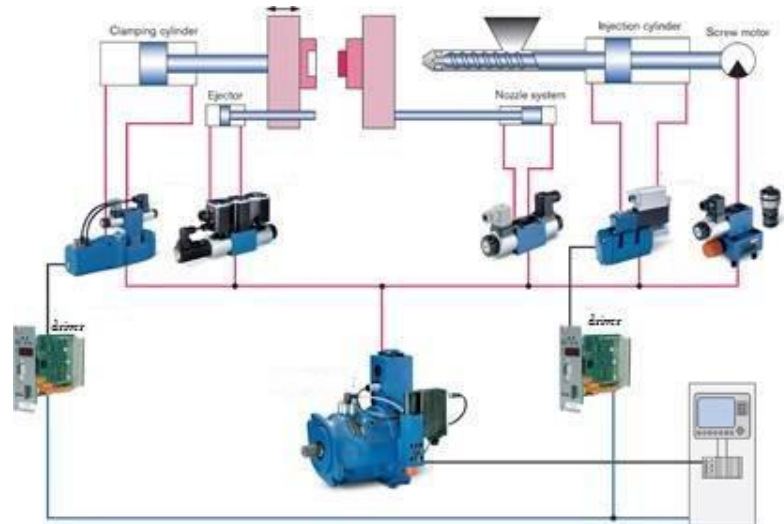 Clamping cylinder
Injection cylinder
Screw motor
Ejector
Nozzle system
driver
driver